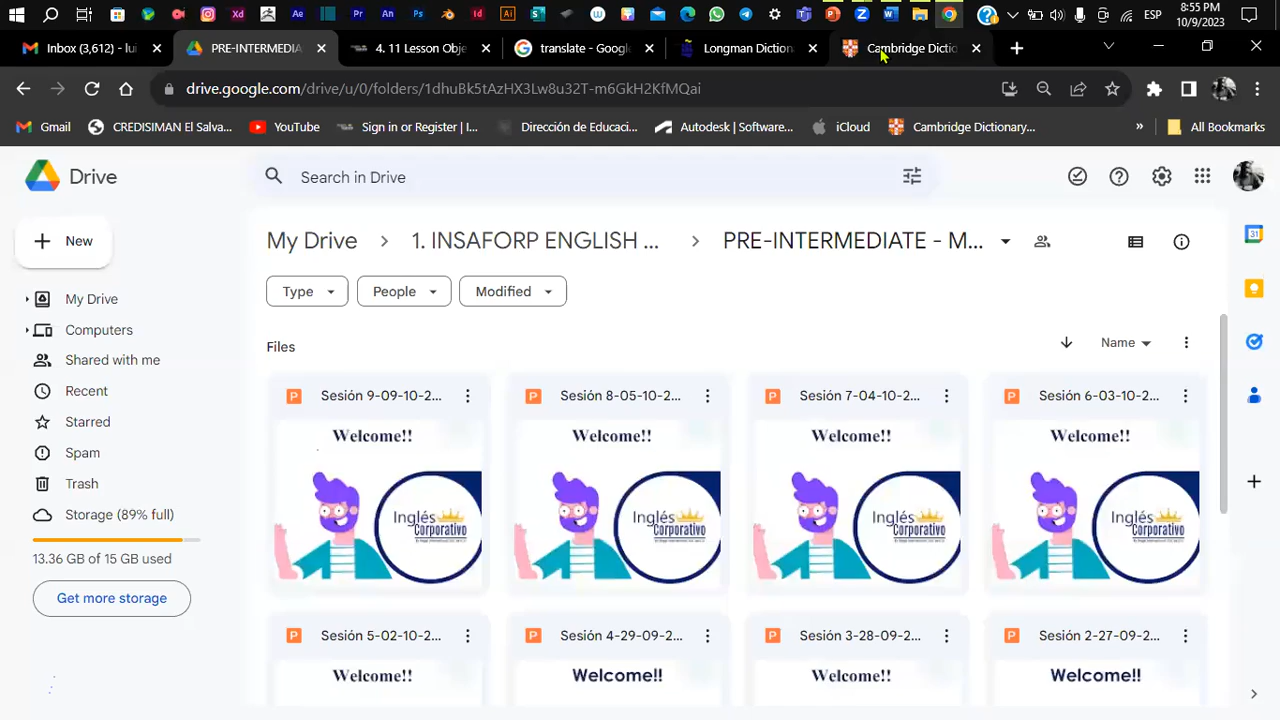 8:55 PM
ESP
10/9/2023
Inbox (3,612) - lui
PRE-INTERMEDIA
4. 11 Lesson Obje
translate - Google
Longman Diction
Cambridge Dictio
drive.google.com/drive/u/0/folders/1dhuBk5tAzHX3Lw8u32T-m6GkH2KfMQai
Gmail
CREDISIMAN El Salva...
YouTube
Sign in or Register | I...
Dirección de Educaci...
Autodesk | Software...
iCloud
Cambridge Dictionary...
»
All Bookmarks
Drive
Search in Drive
New
My Drive
Computers
Shared with me
Recent
Starred
Spam
Trash
Storage (89% full)
13.36 GB of 15 GB used
Get more storage
My Drive > 1. INSAFORP ENGLISH ... > PRE-INTERMEDIATE - M...
Type
People
Modified
Files
Name
Sesión 9-09-10-2...
Sesión 8-05-10-2...
Sesión 7-04-10-2...
Sesión 6-03-10-2...
Welcome!!
Welcome!!
Welcome!!
Welcome!!
Inglés
Corporativo
Inglés
Corporativo
Inglés
Corporativo
Inglés
Corporativo
Sesión 5-02-10-2...
Sesión 4-29-09-2...
Sesión 3-28-09-2...
Sesión 2-27-09-2...
Welcome!!
Welcome!!
Welcome!!
Welcome!!